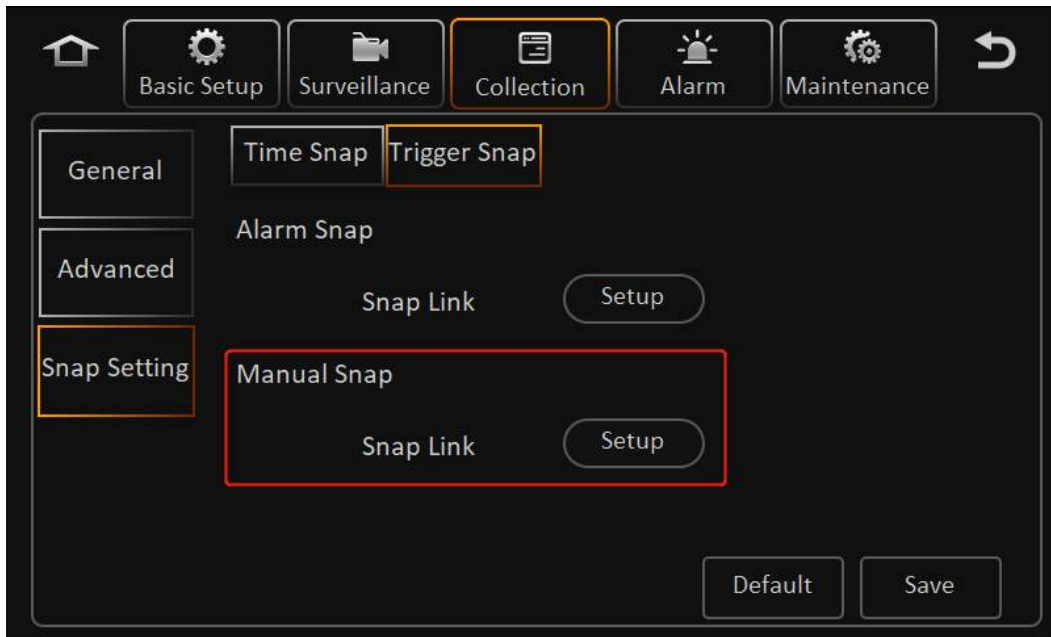 Basic Setup
Surveillance
Collection
Alarm
Maintenance
General
Time Snap
Trigger Snap
Alarm Snap
Advanced
Snap Link
Setup
Snap Setting
Manual Snap
Snap Link
Setup
Default
Save